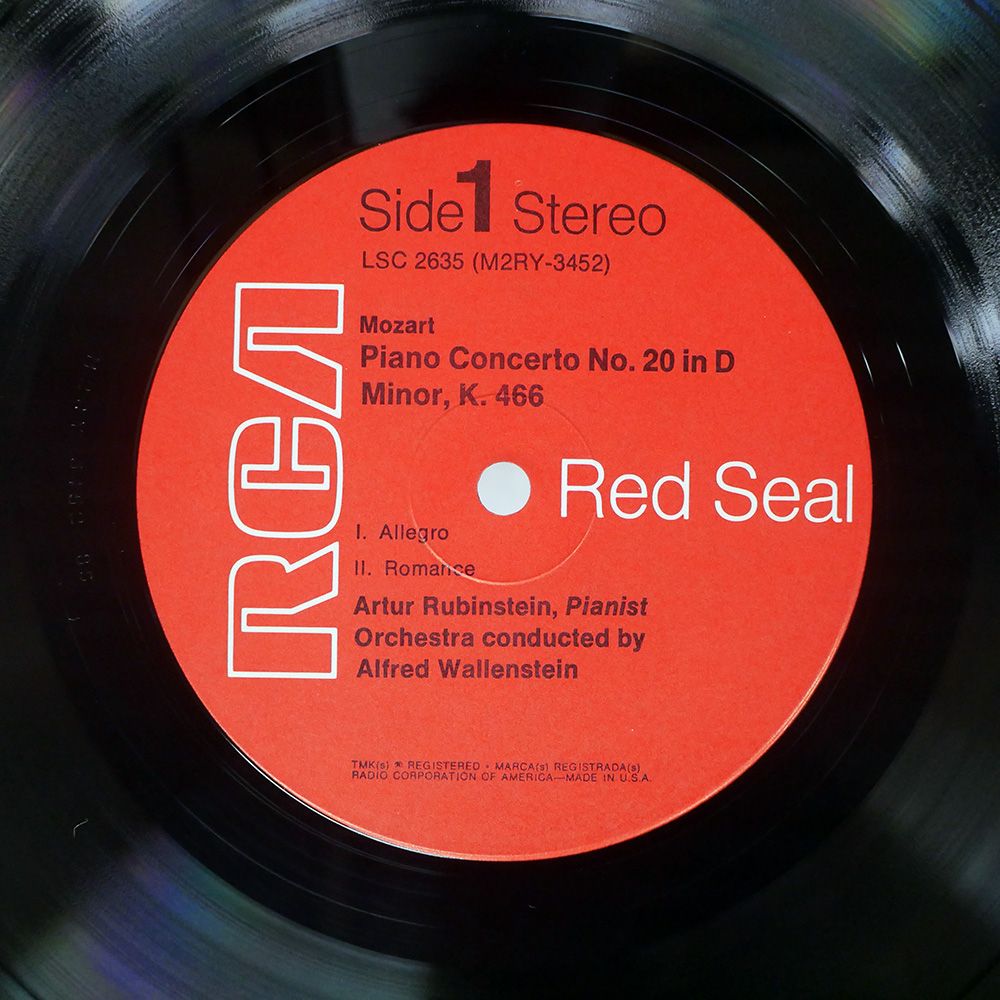 Side 1 Stereo
LSC 2635 (M2RY-3452)
RCA
Mozart
Piano Concerto No. 20 in D
Minor, K. 466
Red Seal
I. Allegro
II. Romance
Artur Rubinstein, Pianist
Orchestra conducted by
Alfred Wallenstein
TMK(s) ® REGISTERED • MARCA(s) REGISTRADA(s)
RADIO CORPORATION OF AMERICA—MADE IN U.S.A.